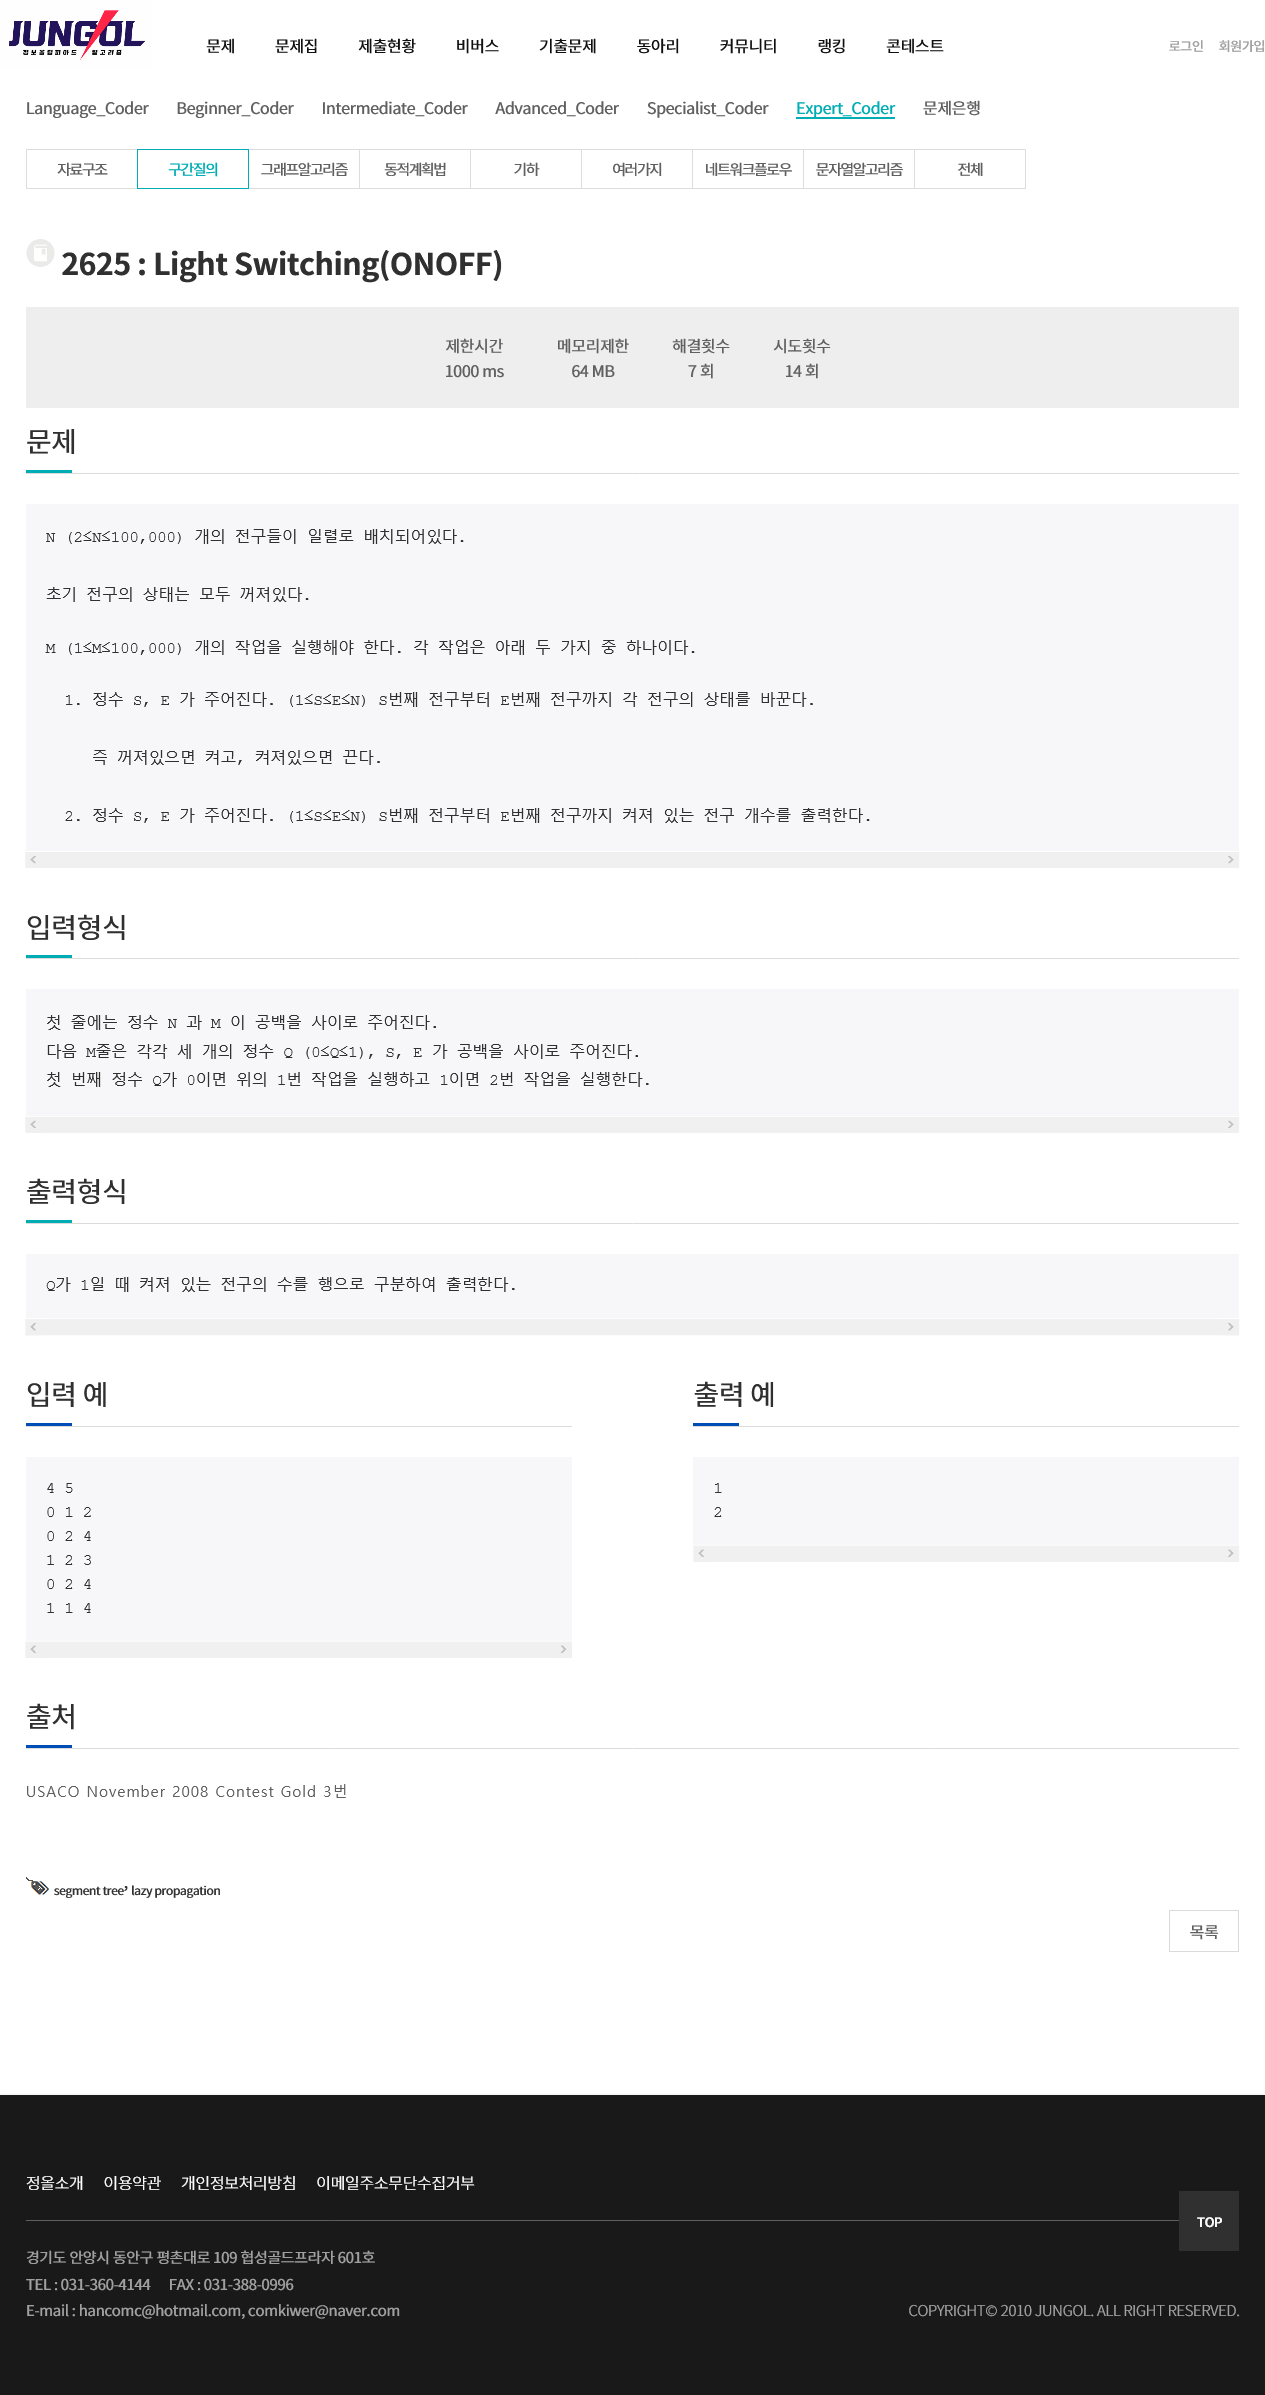 JUNGOL
정보올림피아드 알고리즘
문제 문제집 제출현황 비버스 기출문제 동아리 커뮤니티 랭킹 콘테스트 로그인 회원가입
Language_Coder Beginner_Coder Intermediate_Coder Advanced_Coder Specialist_Coder Expert_Coder 문제은행
자료구조 구간질의 그래프알고리즘 동적계획법 기하 여러가지 네트워크플로우 문자열알고리즘 전체
2625 : Light Switching(ONOFF)
제한시간 메모리제한 해결횟수 시도횟수
1000 ms 64 MB 7 회 14 회
문제
N (2≤N≤100,000) 개의 전구들이 일렬로 배치되어있다.
초기 전구의 상태는 모두 꺼져있다.
M (1≤M≤100,000) 개의 작업을 실행해야 한다. 각 작업은 아래 두 가지 중 하나이다.
1. 정수 S, E 가 주어진다. (1≤S≤E≤N) S번째 전구부터 E번째 전구까지 각 전구의 상태를 바꾼다.
즉 꺼져있으면 켜고, 켜져있으면 끈다.
2. 정수 S, E 가 주어진다. (1≤S≤E≤N) S번째 전구부터 E번째 전구까지 켜져 있는 전구 개수를 출력한다.
입력형식
첫 줄에는 정수 N 과 M 이 공백을 사이로 주어진다.
다음 M줄은 각각 세 개의 정수 Q (0≤Q≤1), S, E 가 공백을 사이로 주어진다.
첫 번째 정수 Q가 0이면 위의 1번 작업을 실행하고 1이면 2번 작업을 실행한다.
출력형식
Q가 1일 때 켜져 있는 전구의 수를 행으로 구분하여 출력한다.
입력 예
4 5
0 1 2
0 2 4
1 2 3
0 2 4
1 1 4
출력 예
1
2
출처
USACO November 2008 Contest Gold 3번
segment tree, lazy propagation
목록
정올소개 이용약관 개인정보처리방침 이메일주소무단수집거부
TOP
경기도 안양시 동안구 평촌대로 109 협성골드프라자 601호
TEL : 031-360-4144 FAX : 031-388-0996
E-mail : hancomc@hotmail.com, comkiwer@naver.com
COPYRIGHT© 2010 JUNGOL. ALL RIGHT RESERVED.